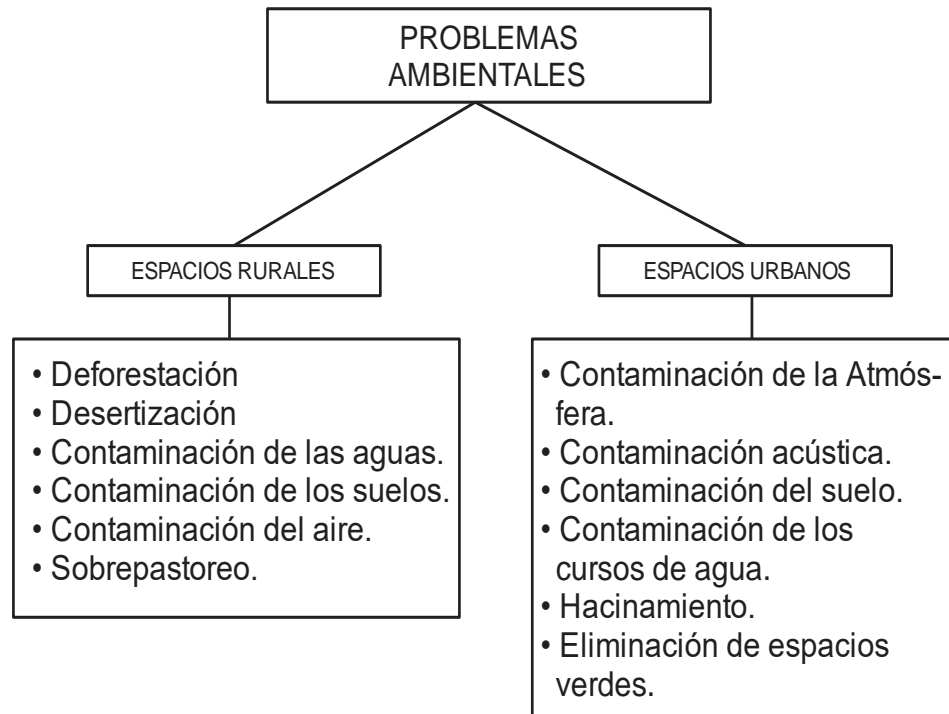 PROBLEMAS
AMBIENTALES
ESPACIOS RURALES
• Deforestación
• Desertización
• Contaminación de las aguas.
• Contaminación de los suelos.
• Contaminación del aire.
• Sobrepastoreo.
ESPACIOS URBANOS
• Contaminación de la Atmós-
fera.
• Contaminación acústica.
• Contaminación del suelo.
• Contaminación de los
cursos de agua.
• Hacinamiento.
• Eliminación de espacios
verdes.